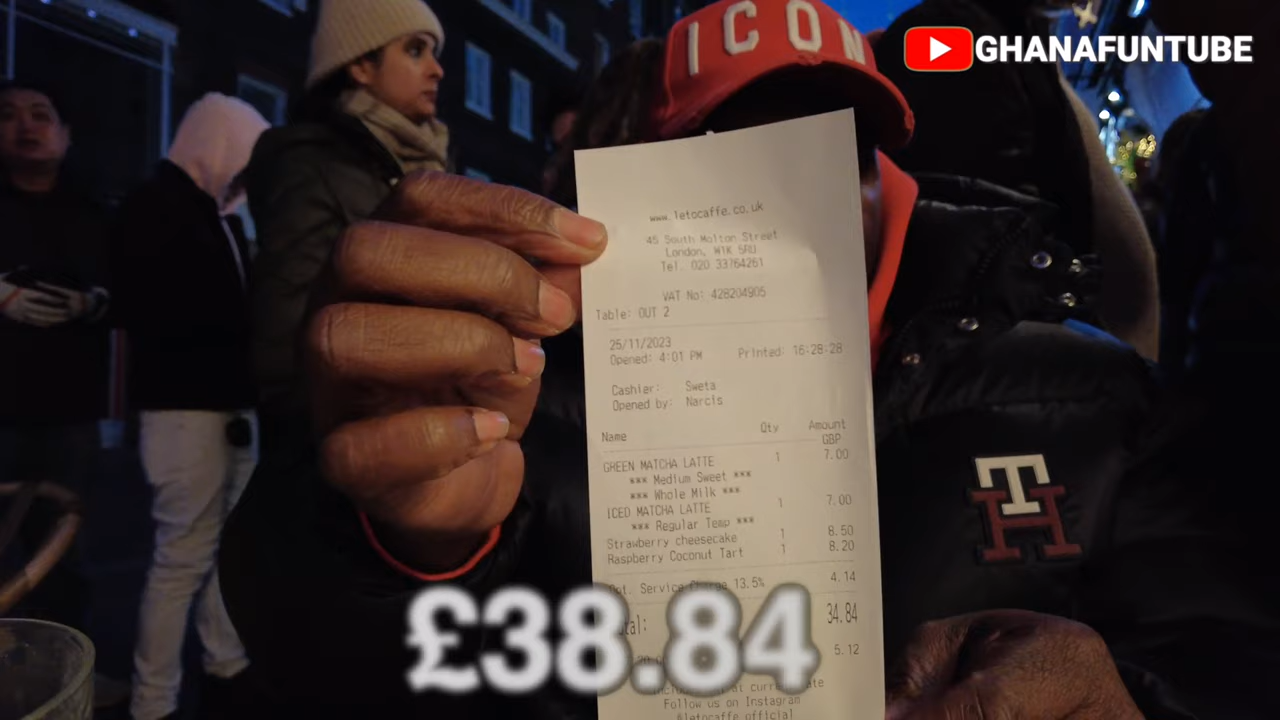 ICON
GHANAFUNTUBE
www.letocaffe.co.uk
45 South Molton Street
London, W1K 5RU
Tel. 020 33764261
VAT No: 428204905
Table: OUT 2
25/11/2023
Opened: 4:01 PM Printed: 16:28:28
Cashier: Sweta
Opened by: Narcis
Name Qty Amount
GBP
GREEN MATCHA LATTE 1 7.00
*** Medium Sweet ***
*** Whole Milk ***
ICED MATCHA LATTE 1 7.00
*** Regular Temp ***
Strawberry cheesecake 1 8.50
Raspberry Coconut Tart 1 8.20
Opt. Service Charge 13.5% 4.14
Total: 34.84
5.12
£38.84
Follow us on Instagram
@letocaffe official
TH